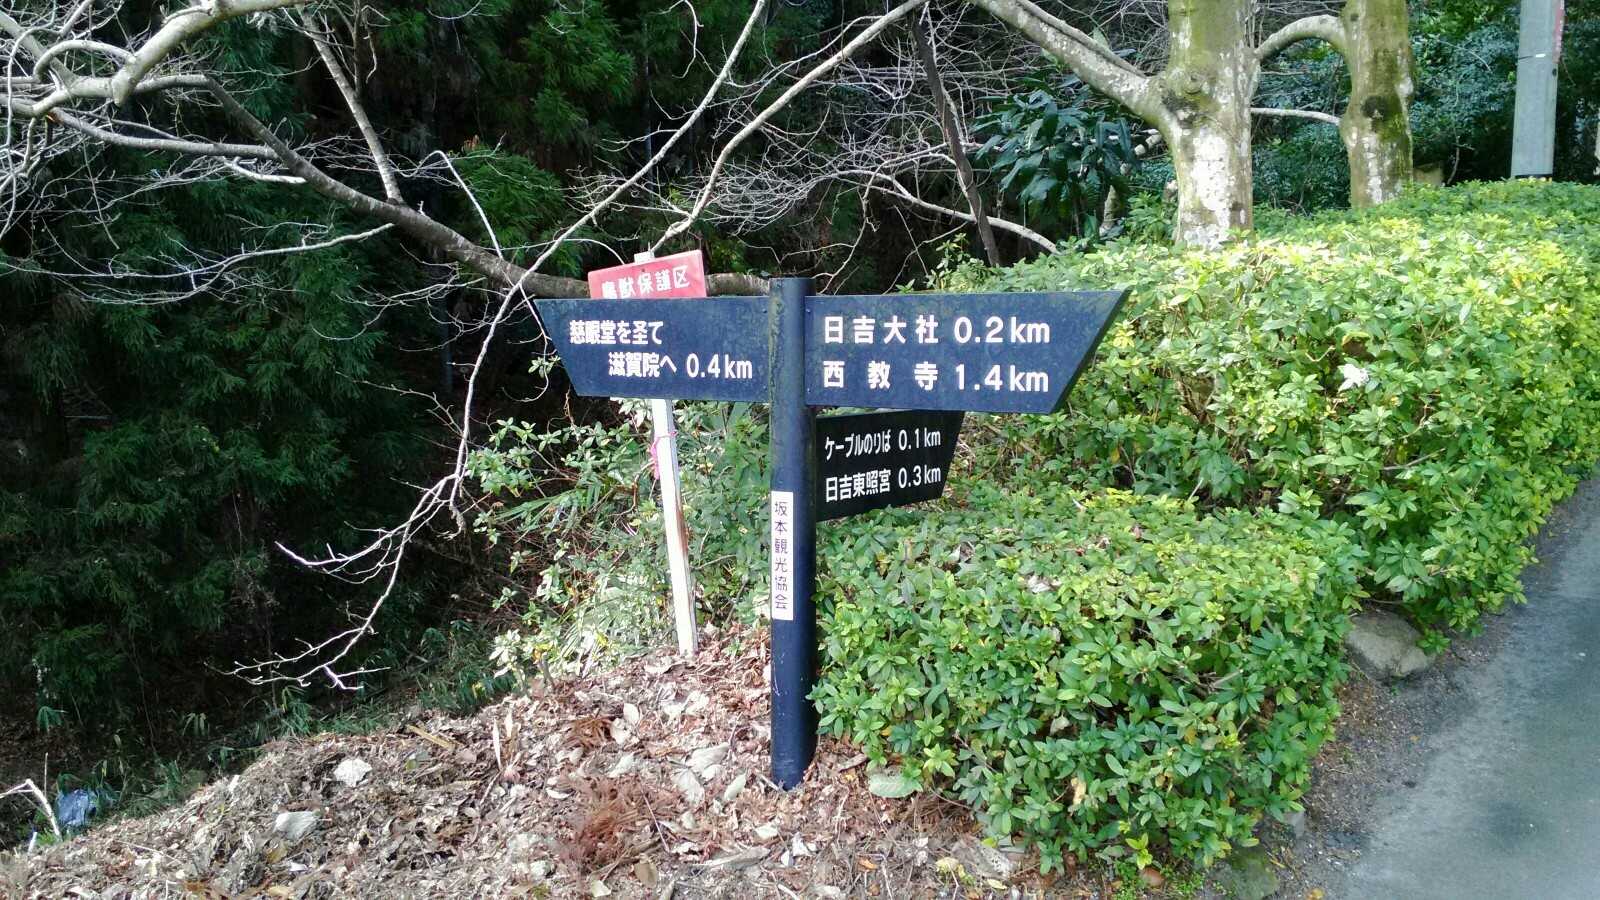 鳥獣保護区
慈眼堂を圣て
滋賀院へ 0.4km
日吉大社 0.2km
西教寺 1.4km
ケーブルのりば 0.1km
日吉東照宮 0.3km
坂本観光協会